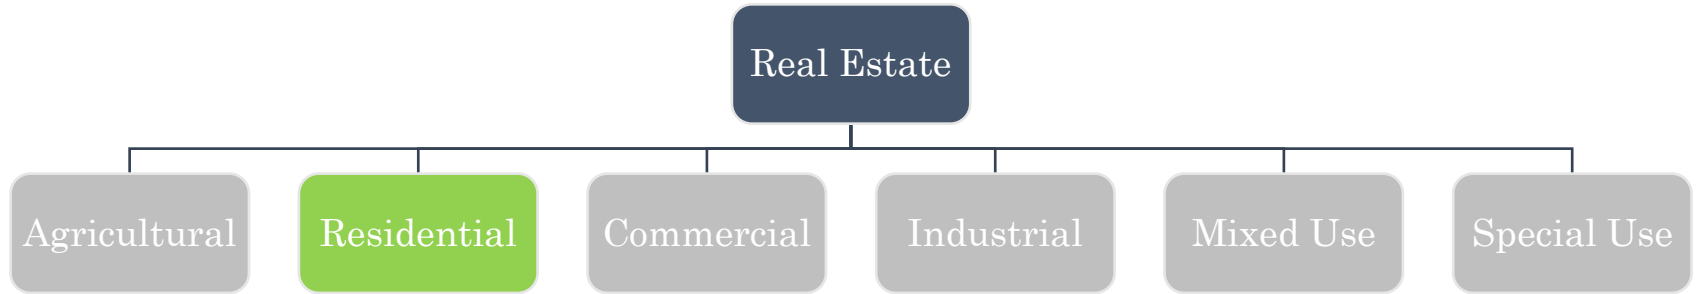 Real Estate
Agricultural
Residential
Commercial
Industrial
Mixed Use
Special Use